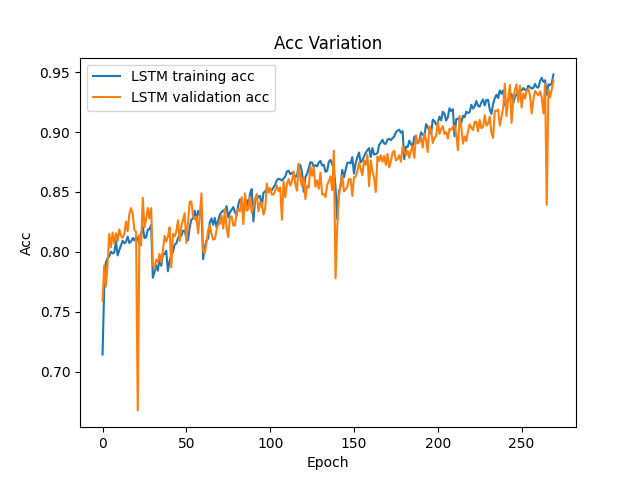 Acc Variation
LSTM training acc
LSTM validation acc
Acc
0.95
0.90
0.85
0.80
0.75
0.70
0 50 100 150 200 250
Epoch